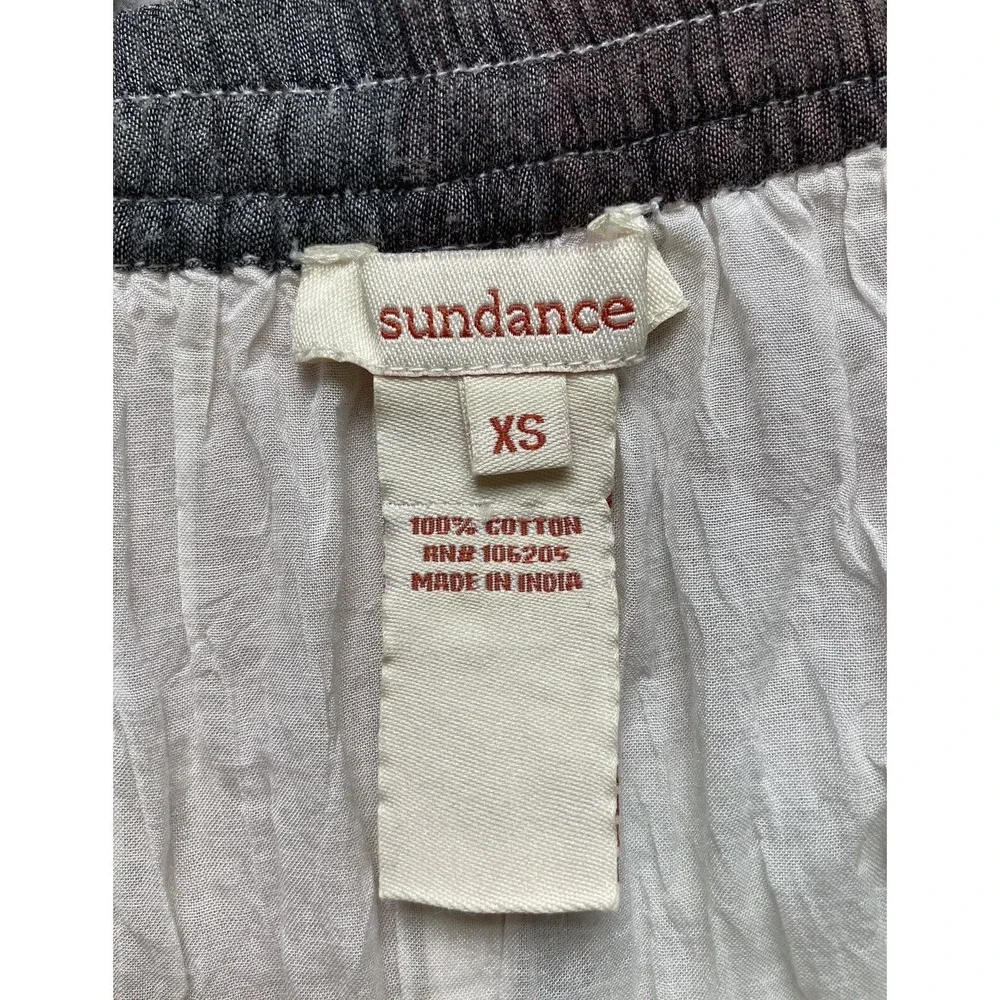 sundance
XS
100% COTTON
RN# 106205
MADE IN INDIA